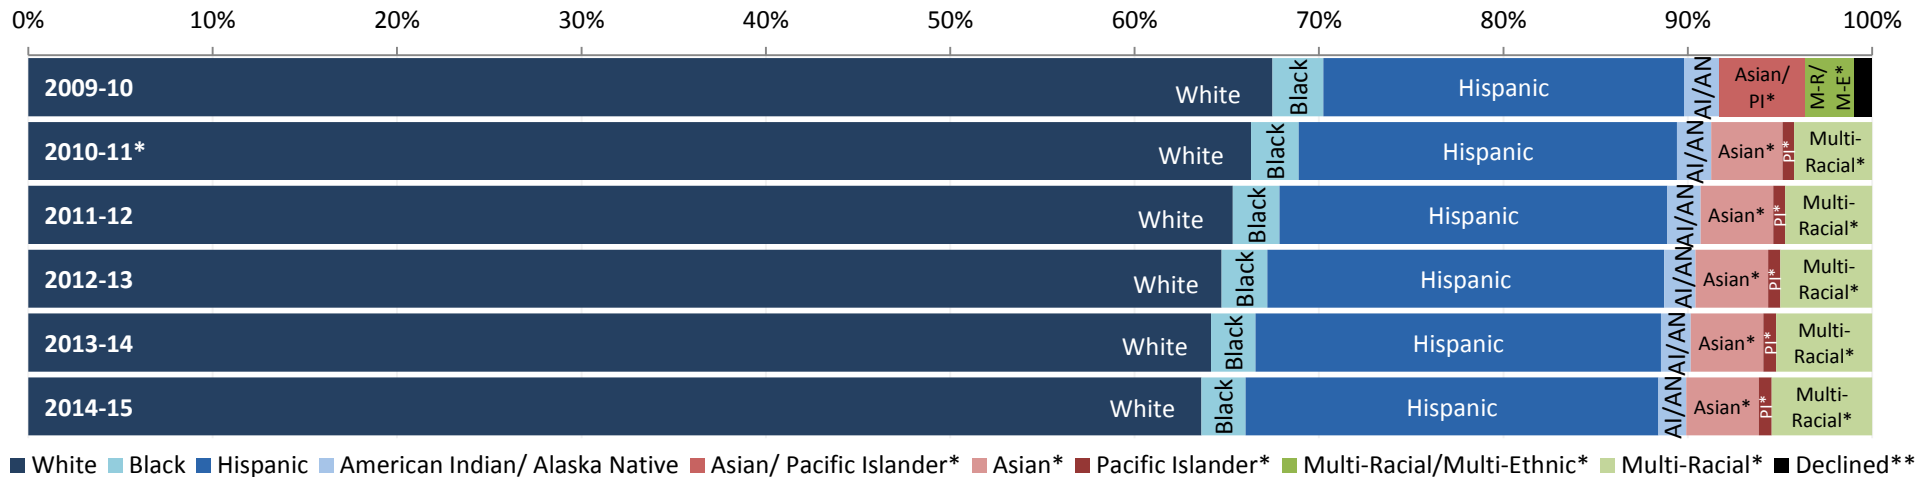 0% 10% 20% 30% 40% 50% 60% 70% 80% 90% 100%
2009-10 White Black Hispanic AI/AN Asian/ PI* M-R/ M-E*
2010-11* White Black Hispanic AI/AN Asian* PI* Multi- Racial*
2011-12 White Black Hispanic AI/AN Asian* PI* Multi- Racial*
2012-13 White Black Hispanic AI/AN Asian* PI* Multi- Racial*
2013-14 White Black Hispanic AI/AN Asian* PI* Multi- Racial*
2014-15 White Black Hispanic AI/AN Asian* PI* Multi- Racial*
White Black Hispanic American Indian/ Alaska Native Asian/ Pacific Islander* Asian* Pacific Islander* Multi-Racial/Multi-Ethnic* Multi-Racial* Declined**